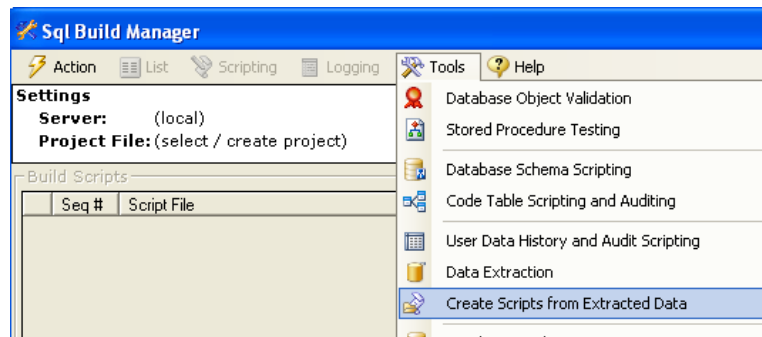 Sql Build Manager
Action List Scripting Logging Tools Help
Settings
Server: (local)
Project File: (select / create project)
Build Scripts
Seq # Script File
Database Object Validation
Stored Procedure Testing
Database Schema Scripting
Code Table Scripting and Auditing
User Data History and Audit Scripting
Data Extraction
Create Scripts from Extracted Data